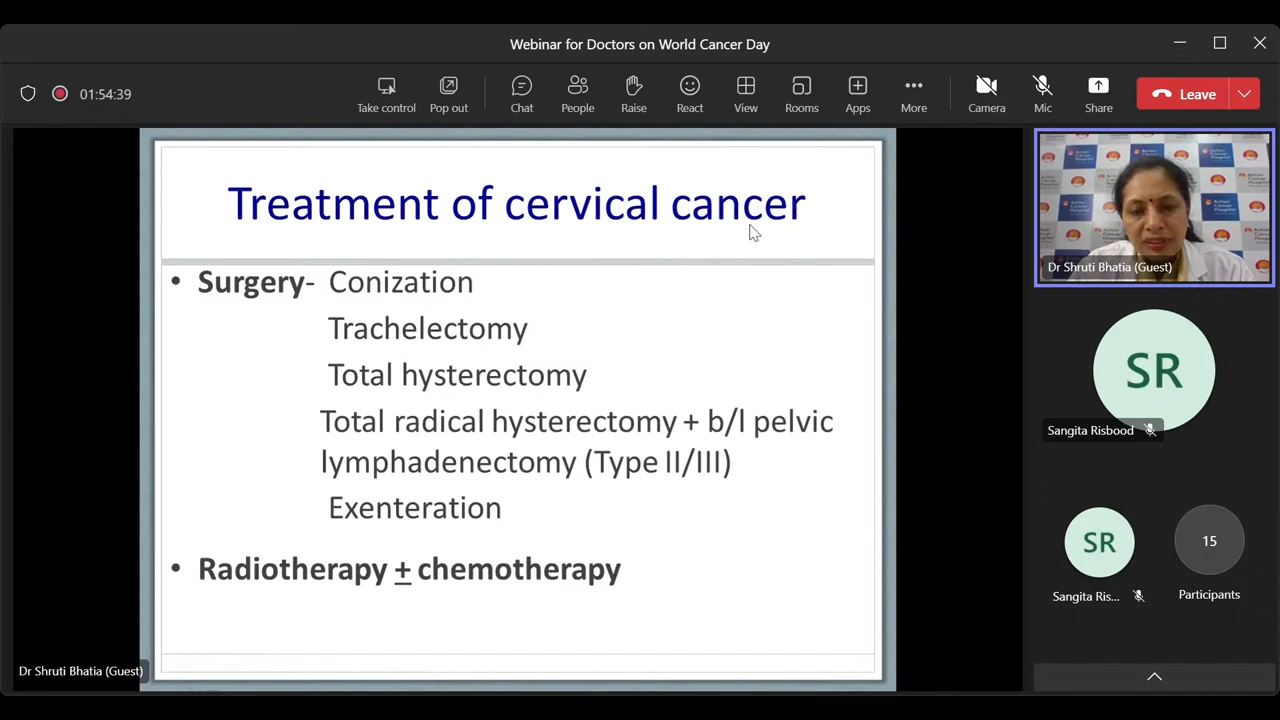 Webinar for Doctors on World Cancer Day
01:54:39
Take control
Pop out
Chat
People
Raise
React
View
Rooms
Apps
More
Camera
Mic
Share
Leave
Treatment of cervical cancer
• Surgery- Conization
Trachelectomy
Total hysterectomy
Total radical hysterectomy + b/l pelvic
lymphadenectomy (Type II/III)
Exenteration
• Radiotherapy + chemotherapy
Dr Shruti Bhatia (Guest)
Dr Shruti Bhatia (Guest)
SR
Sangita Risbood
SR
Sangita Ris...
15
Participants